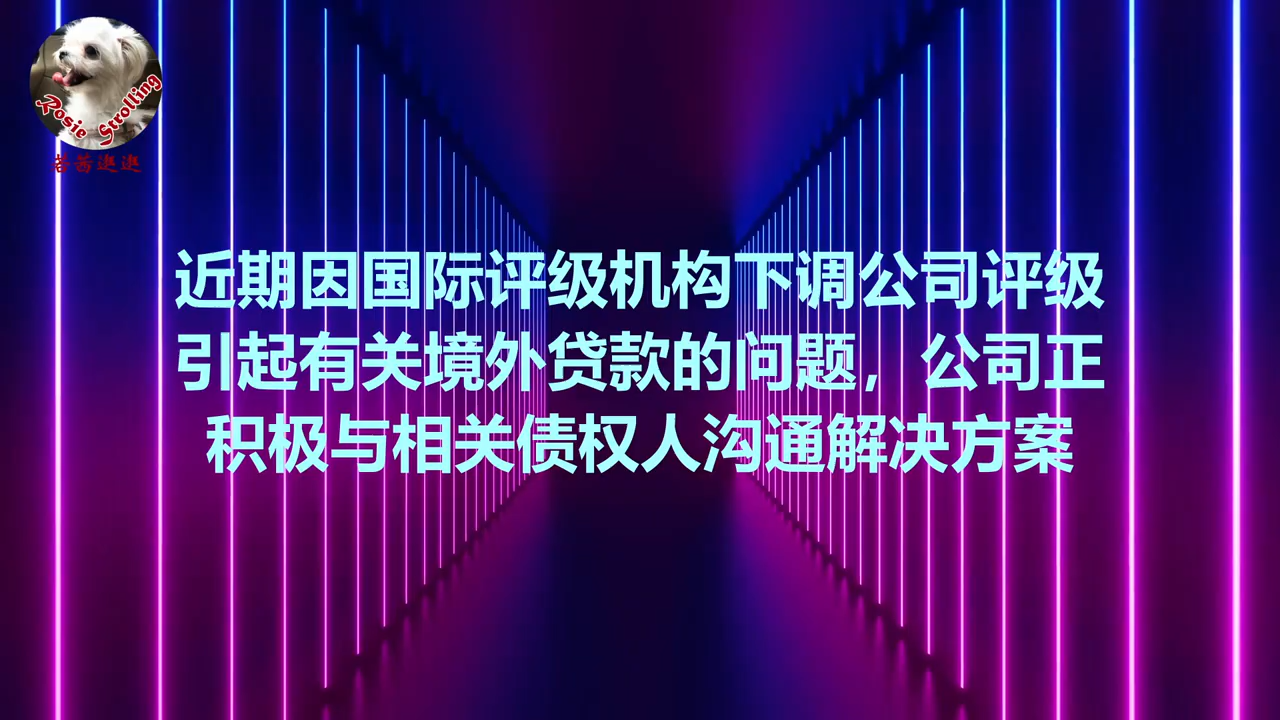 Rosie Strolling
若茜逛逛
近期因国际评级机构下调公司评级
引起有关境外贷款的问题，公司正
积极与相关债权人沟通解决方案